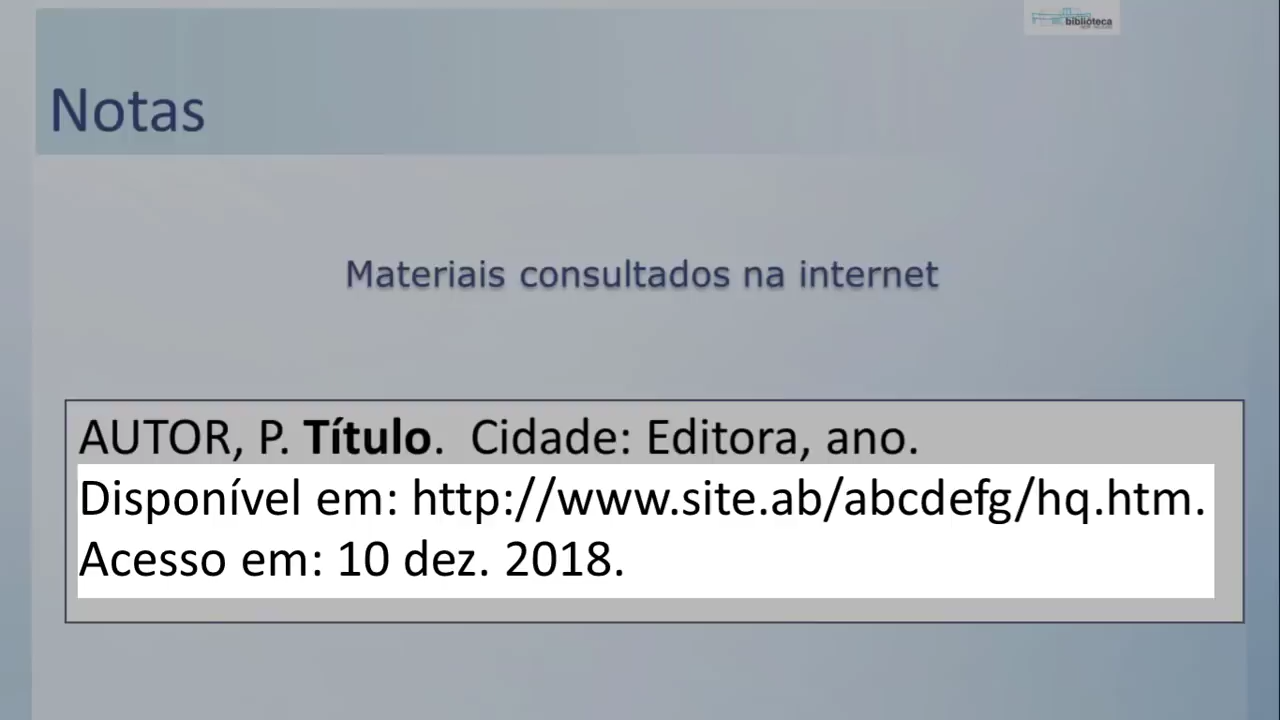 biblioteca
Notas
Materiais consultados na internet
AUTOR, P. Título. Cidade: Editora, ano.
Disponível em: http://www.site.ab/abcdefg/hq.htm.
Acesso em: 10 dez. 2018.